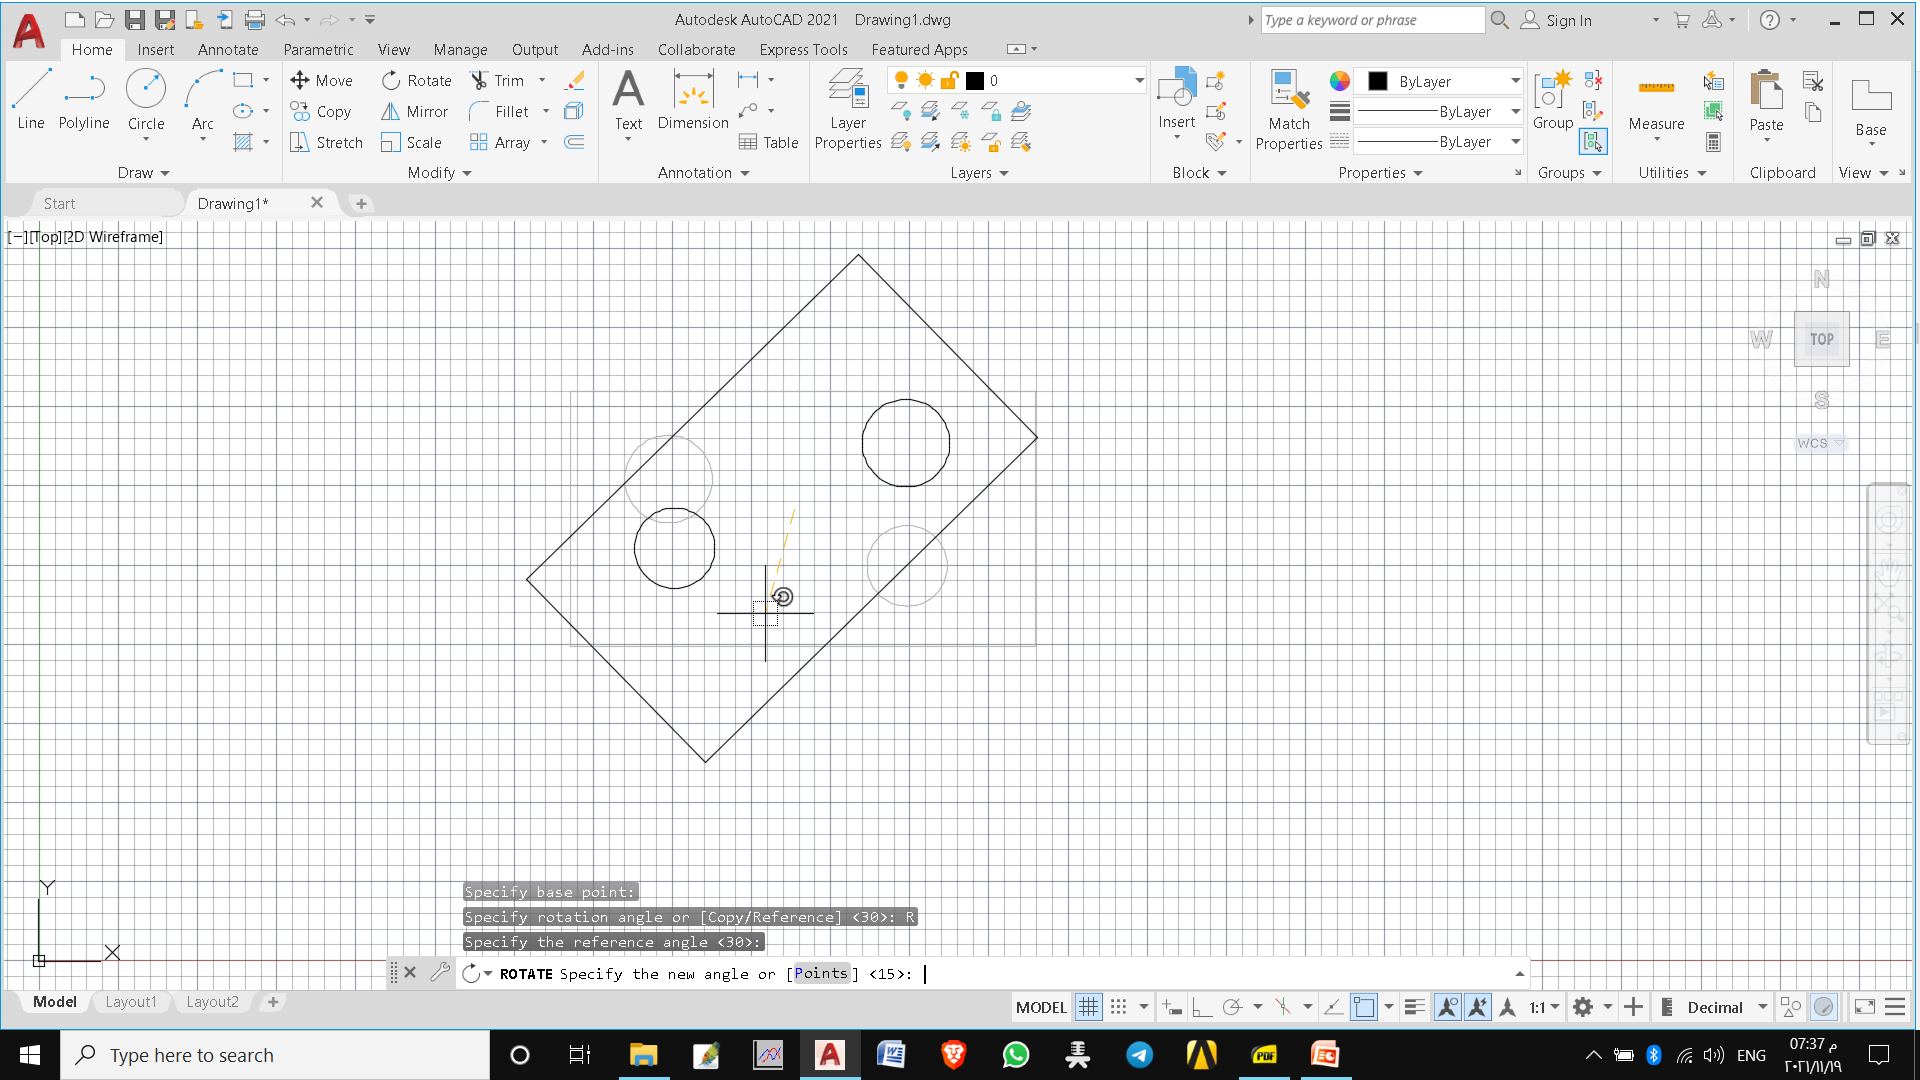 Autodesk AutoCAD 2021 Drawing1.dwg
Type a keyword or phrase
Sign In
Home Insert Annotate Parametric View Manage Output Add-ins Collaborate Express Tools Featured Apps
Line Polyline Circle Arc
Move Rotate Trim
Copy Mirror Fillet
Stretch Scale Array
Text Dimension Table
Layer Properties
0
Insert
Match Properties
ByLayer
ByLayer
ByLayer
Group
Measure
Paste
Base
Draw Modify Annotation Layers Block Properties Groups Utilities Clipboard View
Start Drawing1*
[−][Top][2D Wireframe]
N
W TOP E
S
WCS
Y
X
Specify base point:
Specify rotation angle or [Copy/Reference] <30>: R
Specify the reference angle <30>:
ROTATE Specify the new angle or [Points] <15>:
Model Layout1 Layout2
MODEL 1:1 Decimal
Type here to search
PDF
ENG
07:37 م
٢٠٢١/١١/١٩